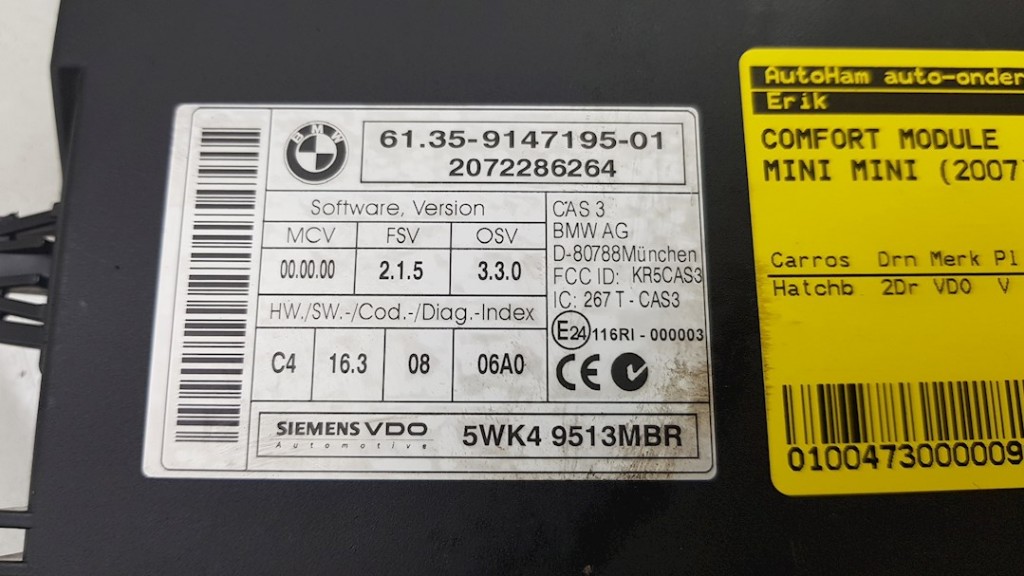 BMW
61.35-9147195-01
2072286264
Software, Version
MCV FSV OSV
00.00.00 2.1.5 3.3.0
HW./SW.-/Cod.-/Diag.-Index
C4 16.3 08 06A0
CAS 3
BMW AG
D-80788München
FCC ID: KR5CAS3
IC: 267 T - CAS3
E24 116RI - 000003
CE
SIEMENS VDO
Automotive
5WK4 9513MBR
AutoHam auto-onder
Erik
COMFORT MODULE
MINI MINI (2007
Carros Drn Merk Pl
Hatchb 2Dr VDO V
0100473000009